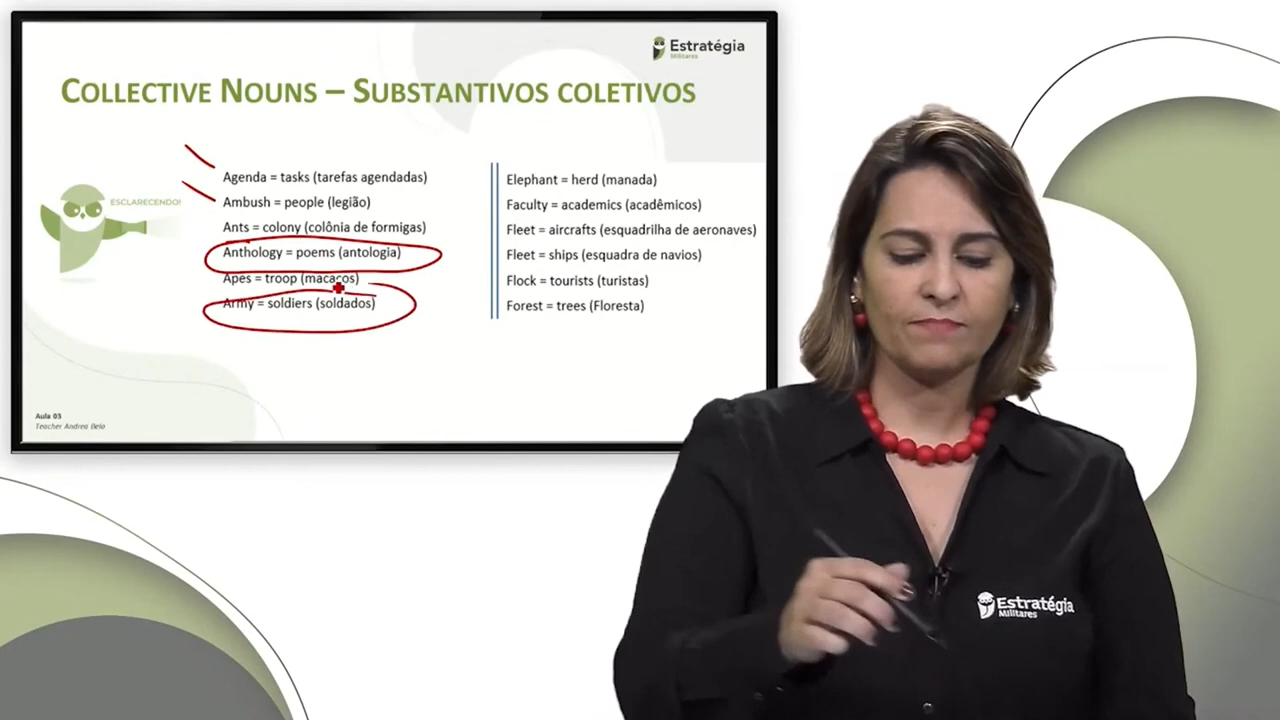 Estratégia
Militares
COLLECTIVE NOUNS – SUBSTANTIVOS COLETIVOS
ESCLARECENDO!
Agenda = tasks (tarefas agendadas)
Ambush = people (legião)
Ants = colony (colônia de formigas)
Anthology = poems (antologia)
Apes = troop (macacos)
Army = soldiers (soldados)
Elephant = herd (manada)
Faculty = academics (acadêmicos)
Fleet = aircrafts (esquadrilha de aeronaves)
Fleet = ships (esquadra de navios)
Flock = tourists (turistas)
Forest = trees (Floresta)
Aula 03
Teacher Andrea Belo
Estratégia
Militares